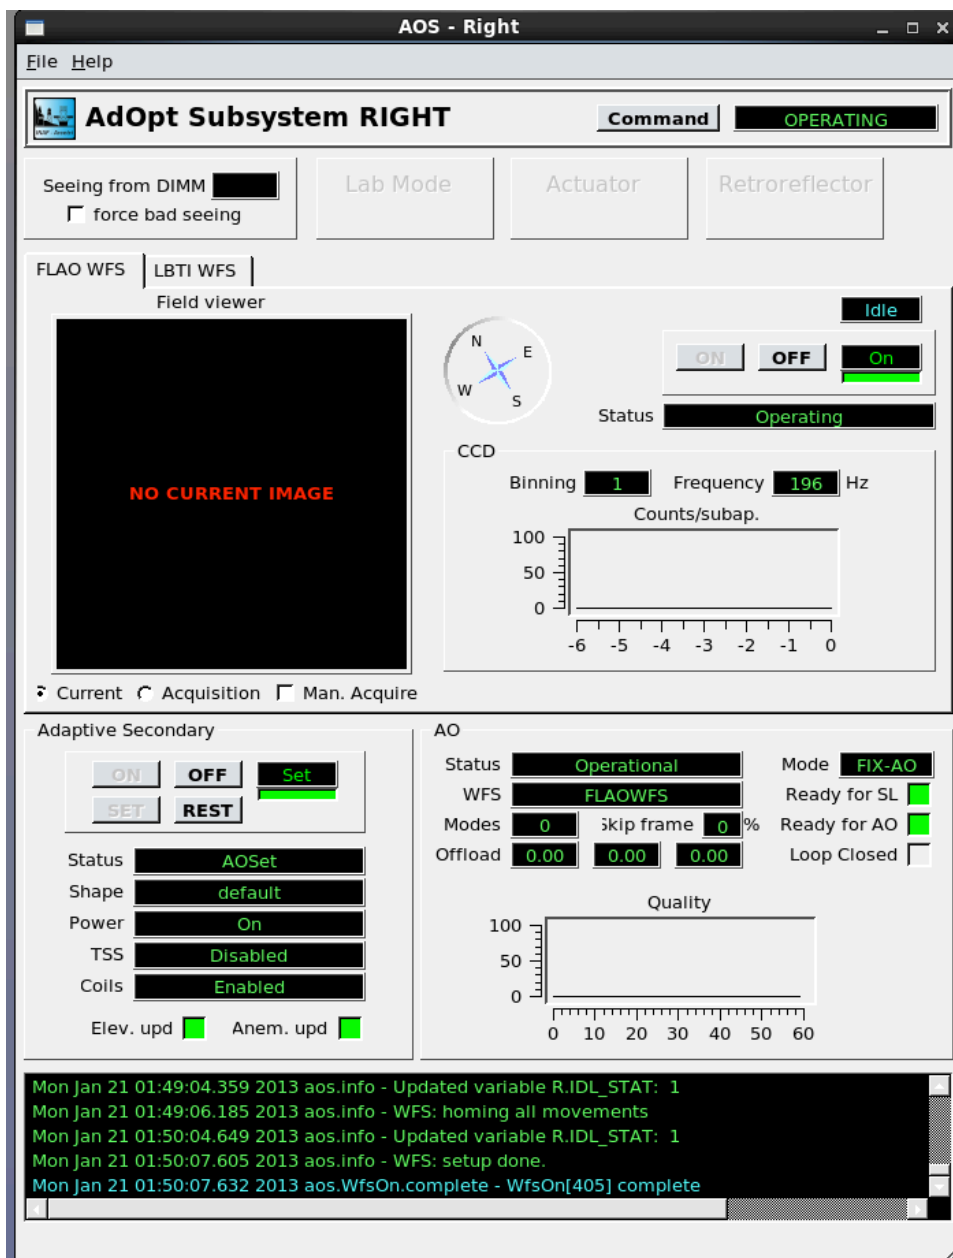 AOS - Right
File Help
AdOpt Subsystem RIGHT
Command
OPERATING
Seeing from DIMM
force bad seeing
Lab Mode
Actuator
Retroreflector
FLAO WFS
LBTI WFS
Field viewer
NO CURRENT IMAGE
Current
Acquisition
Man. Acquire
N
E
W
S
Idle
ON
OFF
On
Status Operating
CCD
Binning 1 Frequency 196 Hz
Counts/subap.
100
50
0
-6 -5 -4 -3 -2 -1 0
Adaptive Secondary
ON OFF Set
SET REST
Status AOSet
Shape default
Power On
TSS Disabled
Coils Enabled
Elev. upd Anem. upd
AO
Status Operational Mode FIX-AO
WFS FLAOWFS Ready for SL
Modes 0 Skip frame 0 % Ready for AO
Offload 0.00 0.00 0.00 Loop Closed
Quality
100
50
0
0 10 20 30 40 50 60
Mon Jan 21 01:49:04.359 2013 aos.info - Updated variable R.IDL_STAT: 1
Mon Jan 21 01:49:06.185 2013 aos.info - WFS: homing all movements
Mon Jan 21 01:50:04.649 2013 aos.info - Updated variable R.IDL_STAT: 1
Mon Jan 21 01:50:07.605 2013 aos.info - WFS: setup done.
Mon Jan 21 01:50:07.632 2013 aos.WfsOn.complete - WfsOn[405] complete